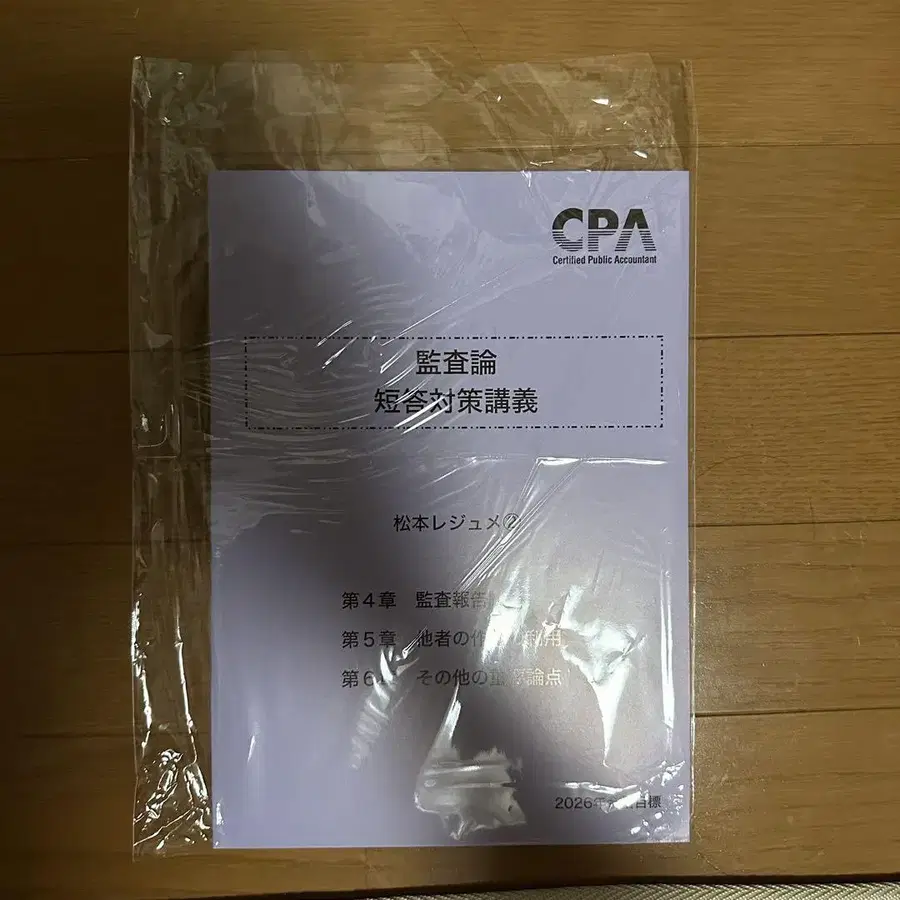 CPA
Certified Public Accountant
監査論
短答対策講義
松本レジュメ②
第4章 監査報告
第5章 他者の作 利用
第6 その他の重要論点
2026年 目標